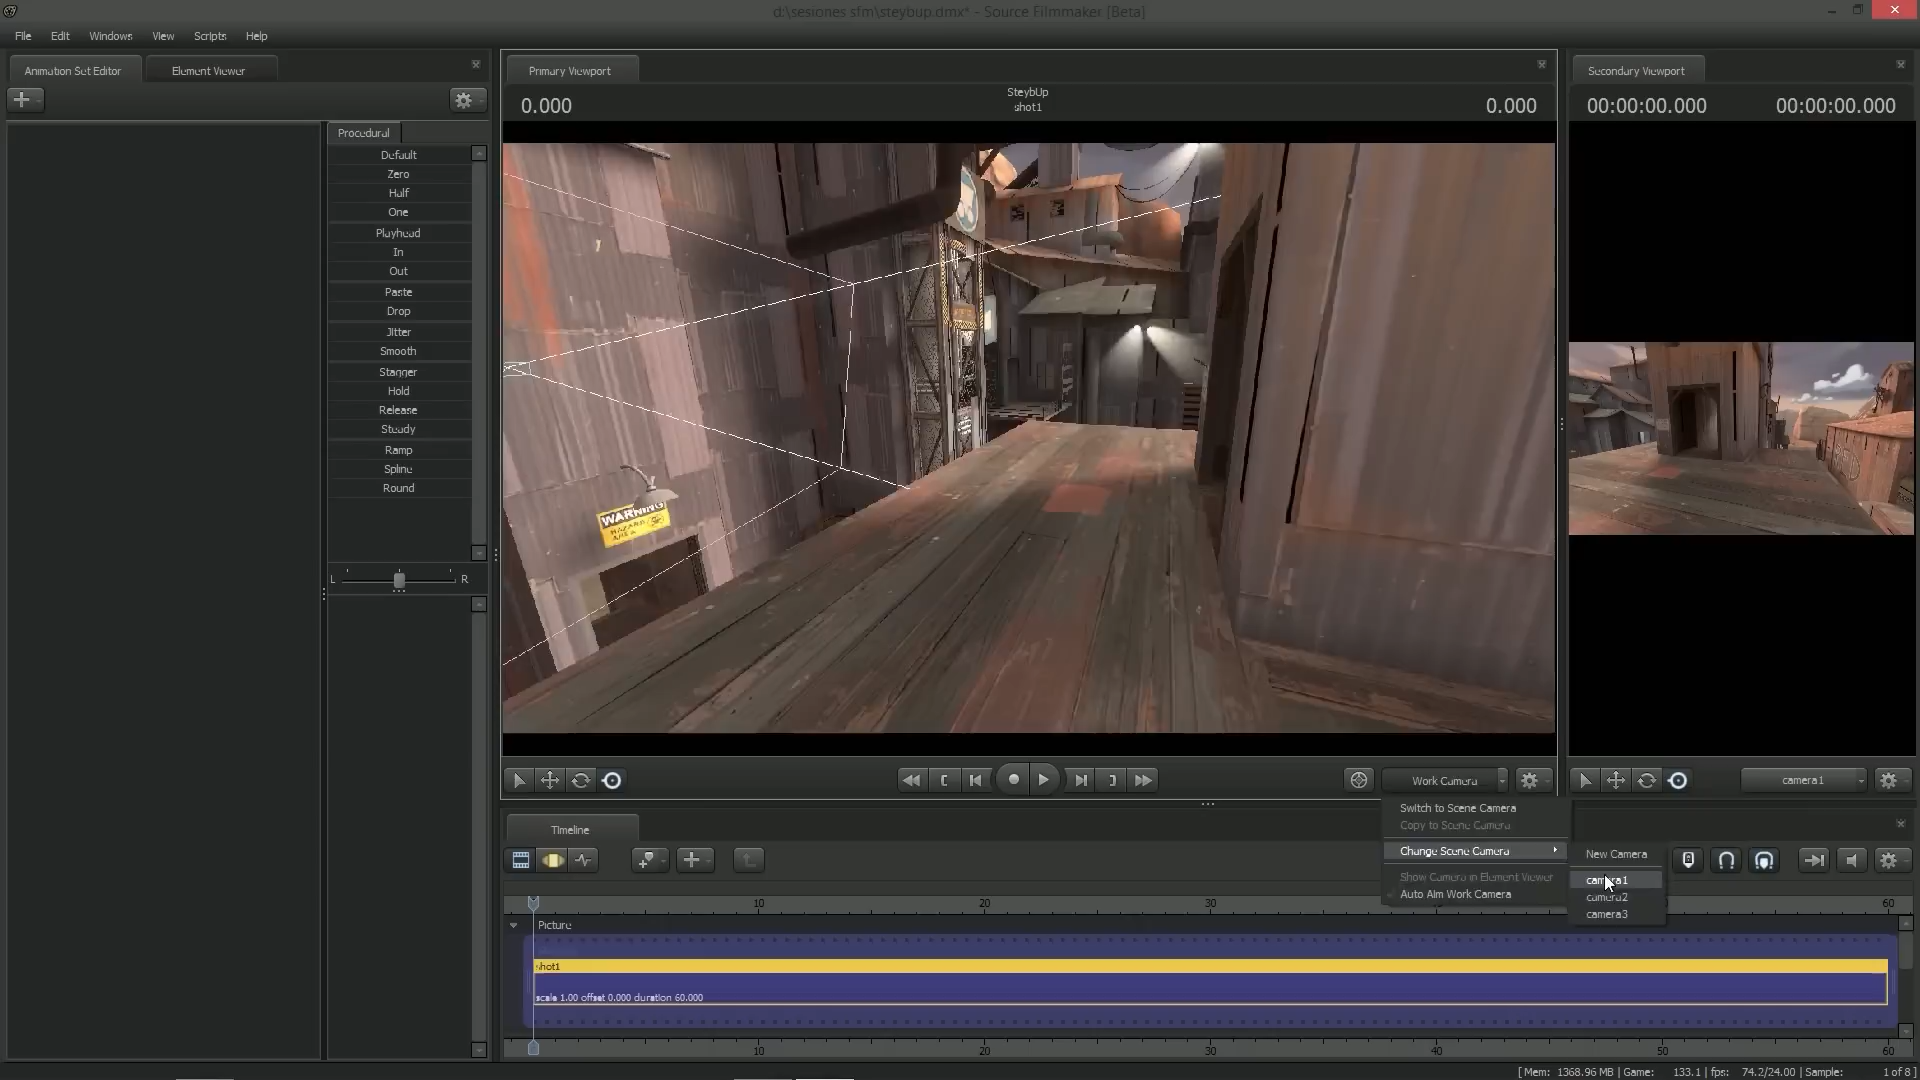 d:\sesiones sfm\steybup.dmx* - Source Filmmaker [Beta]
File Edit Windows View Scripts Help
Animation Set Editor Element Viewer
Procedural
Default
Zero
Half
One
Playhead
In
Out
Paste
Drop
Jitter
Smooth
Stagger
Hold
Release
Steady
Ramp
Spline
Round
L R
Primary Viewport
0.000 SteybUp 0.000
shot1
WARNING
HAZARD
AREA
Work Camera
Switch to Scene Camera
Copy to Scene Camera
Change Scene Camera
Show Camera in Element Viewer
Auto Aim Work Camera
New Camera
camera1
camera2
camera3
Secondary Viewport
00:00:00.000 00:00:00.000
camera1
Timeline
10 20 30 60
Picture
shot1
scale 1.00 offset 0.000 duration 60.000
10 20 30 40 50 60
[ Mem: 1368.96 MB | Game: 133.1 | fps: 74.2/24.00 | Sample: 1 of 8 ]